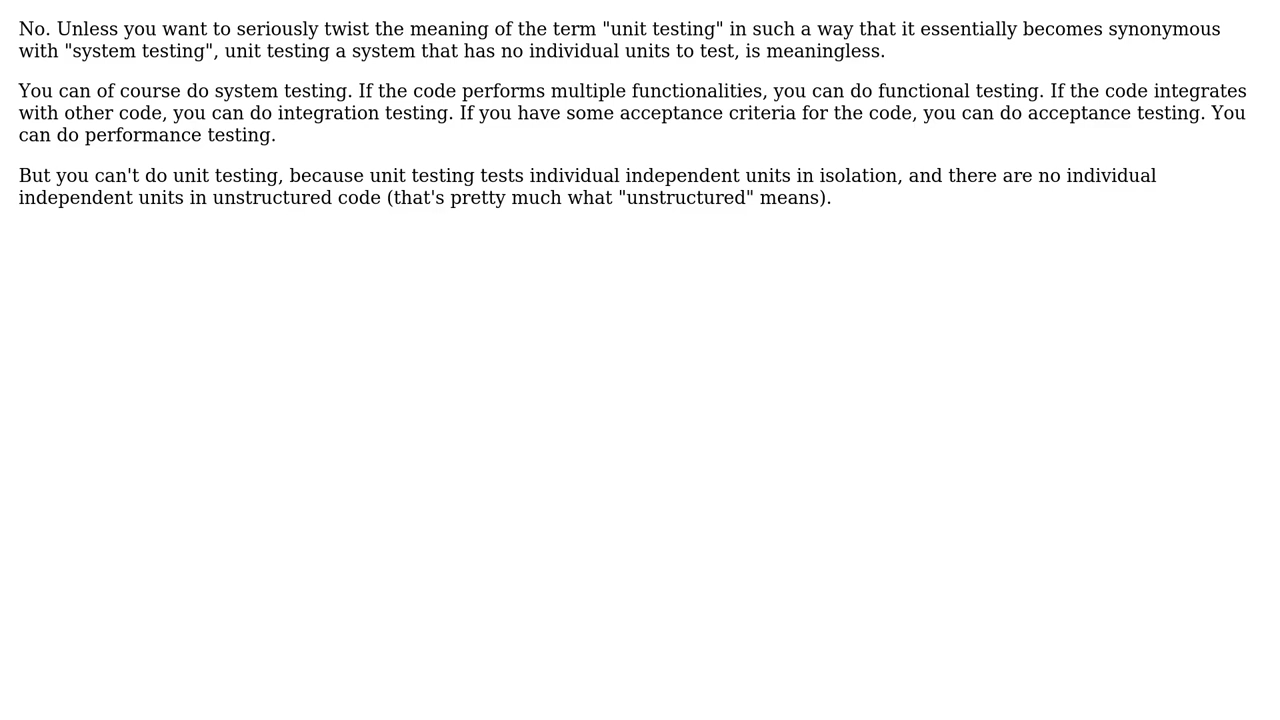 No. Unless you want to seriously twist the meaning of the term "unit testing" in such a way that it essentially becomes synonymous
with "system testing", unit testing a system that has no individual units to test, is meaningless.
You can of course do system testing. If the code performs multiple functionalities, you can do functional testing. If the code integrates
with other code, you can do integration testing. If you have some acceptance criteria for the code, you can do acceptance testing. You
can do performance testing.
But you can't do unit testing, because unit testing tests individual independent units in isolation, and there are no individual
independent units in unstructured code (that's pretty much what "unstructured" means).